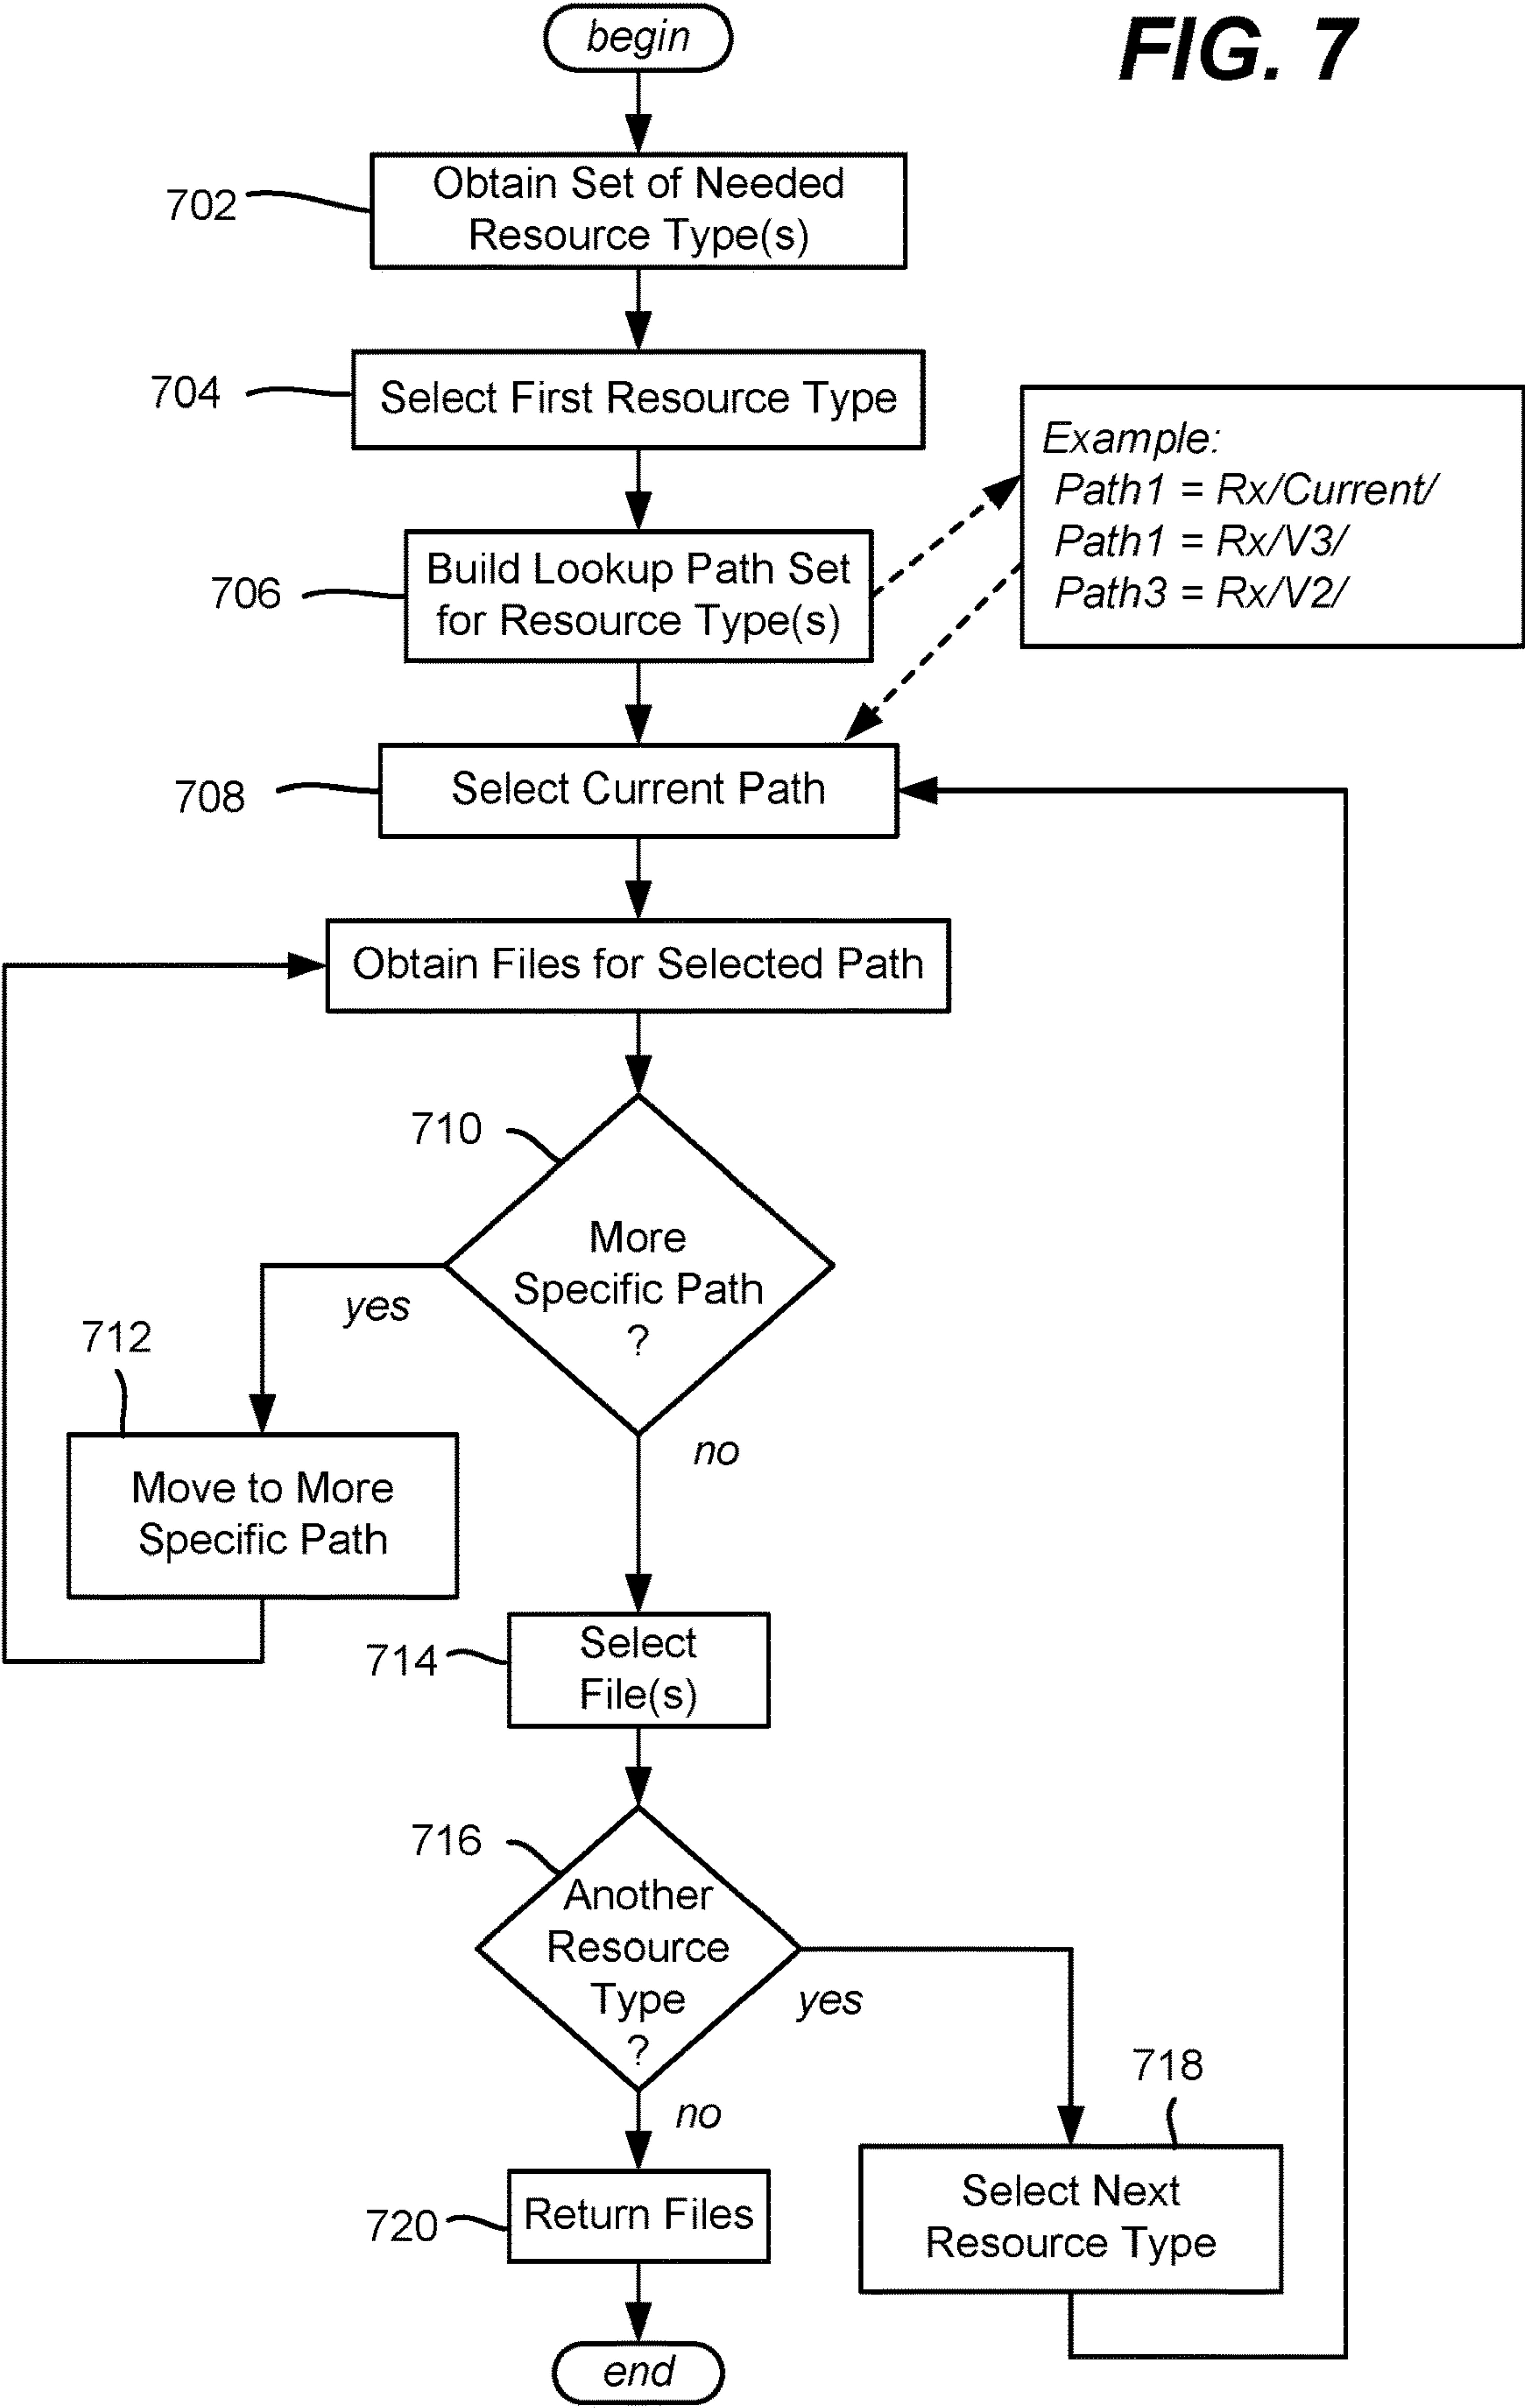 begin
FIG. 7
702
Obtain Set of Needed
Resource Type(s)
704
Select First Resource Type
Example:
Path1 = Rx/Current/
Path1 = Rx/V3/
Path3 = Rx/V2/
706
Build Lookup Path Set
for Resource Type(s)
708
Select Current Path
Obtain Files for Selected Path
710
More
Specific Path
?
yes
no
712
Move to More
Specific Path
714
Select
File(s)
716
Another
Resource
Type
?
yes
no
718
Select Next
Resource Type
720
Return Files
end